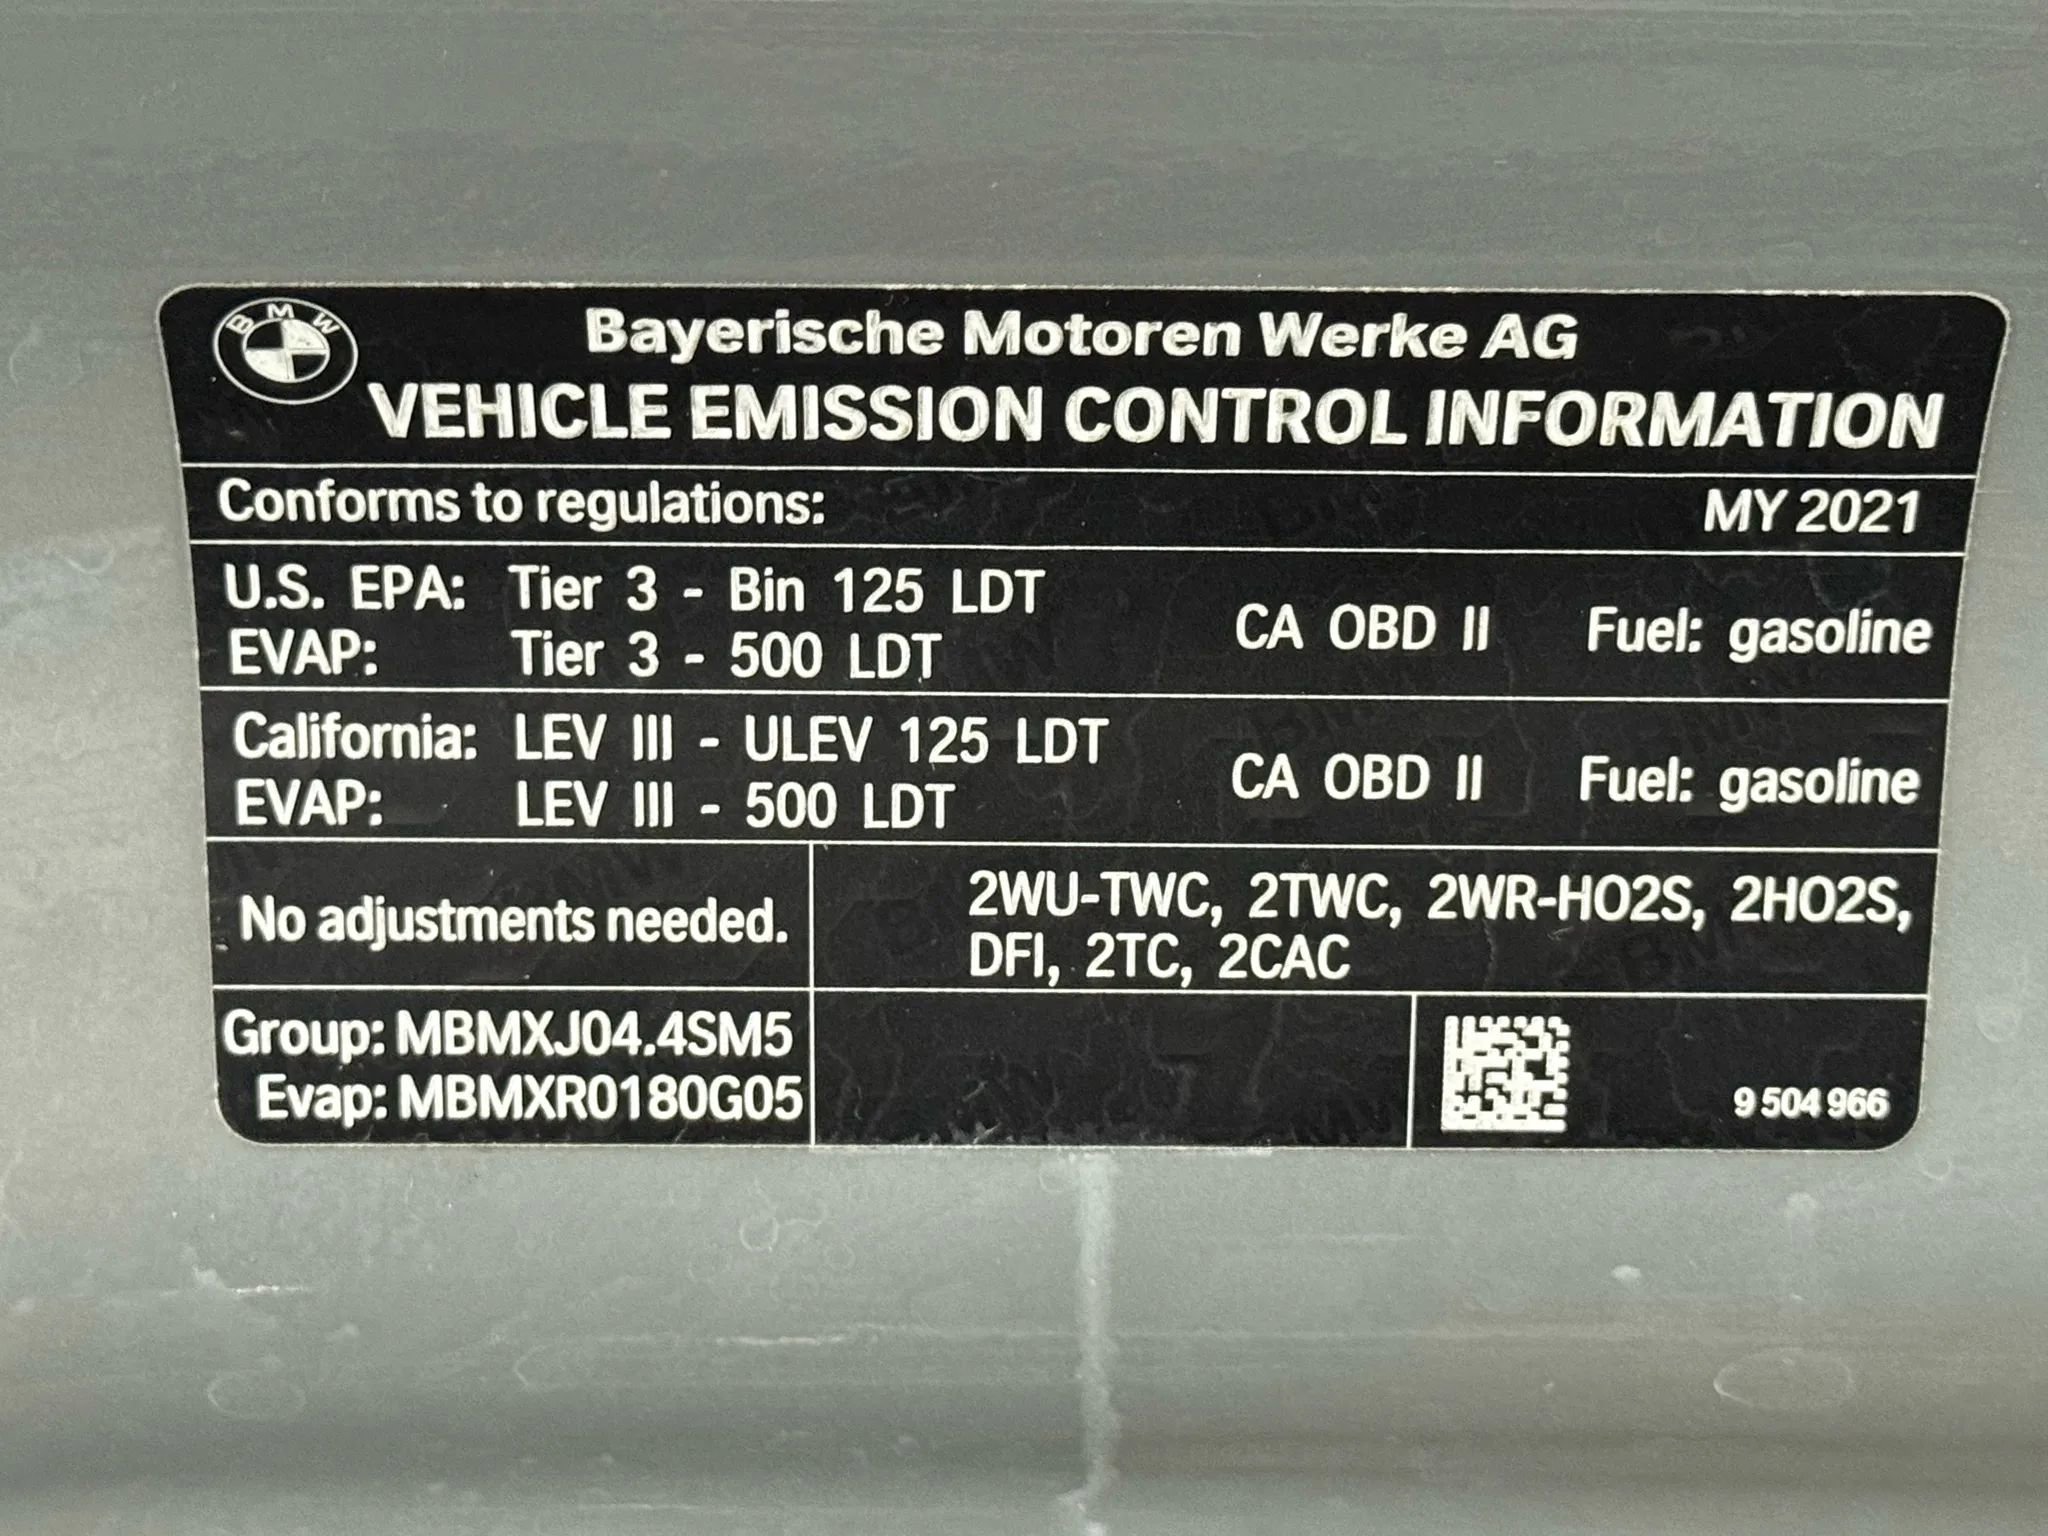 BMW
Bayerische Motoren Werke AG
VEHICLE EMISSION CONTROL INFORMATION
Conforms to regulations: MY 2021
U.S. EPA: Tier 3 - Bin 125 LDT
EVAP: Tier 3 - 500 LDT
CA OBD II Fuel: gasoline
California: LEV III - ULEV 125 LDT
EVAP: LEV III - 500 LDT
CA OBD II Fuel: gasoline
No adjustments needed.
2WU-TWC, 2TWC, 2WR-HO2S, 2HO2S,
DFI, 2TC, 2CAC
Group: MBMXJ04.4SM5
Evap: MBMXR0180G05
9 504 966